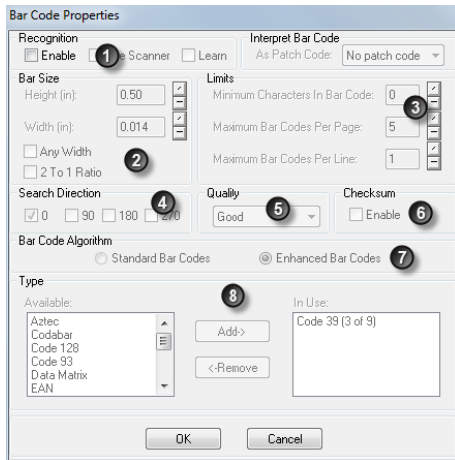 Bar Code Properties
Recognition
Enable
1
Scanner
Learn
Interpret Bar Code
As Patch Code:
No patch code
Bar Size
Height (in):
0.50
Width (in):
0.014
Any Width
2 To 1 Ratio
2
Limits
Minimum Characters In Bar Code:
0
3
Maximum Bar Codes Per Page:
5
Maximum Bar Codes Per Line:
1
Search Direction
4
0
90
180
270
Quality
Good
5
Checksum
Enable
6
Bar Code Algorithm
Standard Bar Codes
Enhanced Bar Codes
7
Type
8
Available:
Aztec
Codabar
Code 128
Code 93
Data Matrix
EAN
Add->
<-Remove
In Use:
Code 39 (3 of 9)
OK
Cancel